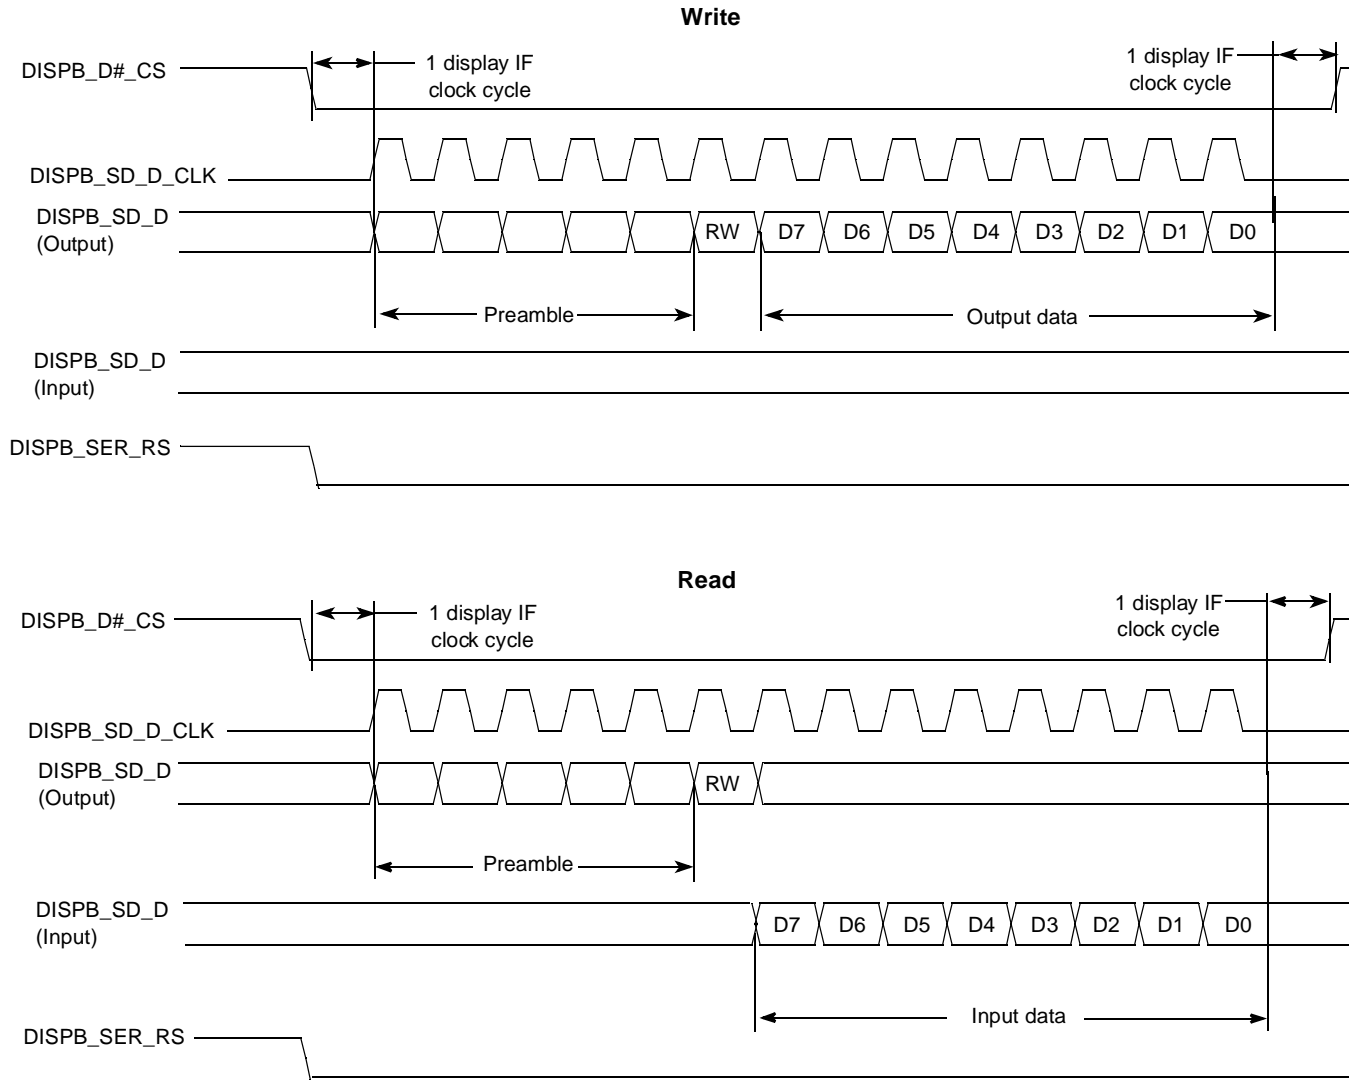 Write
DISPB_D#_CS
1 display IF
clock cycle
1 display IF
clock cycle
DISPB_SD_D_CLK
DISPB_SD_D
(Output)
RW D7 D6 D5 D4 D3 D2 D1 D0
Preamble
Output data
DISPB_SD_D
(Input)
DISPB_SER_RS
Read
DISPB_D#_CS
1 display IF
clock cycle
1 display IF
clock cycle
DISPB_SD_D_CLK
DISPB_SD_D
(Output)
RW
Preamble
DISPB_SD_D
(Input)
D7 D6 D5 D4 D3 D2 D1 D0
Input data
DISPB_SER_RS